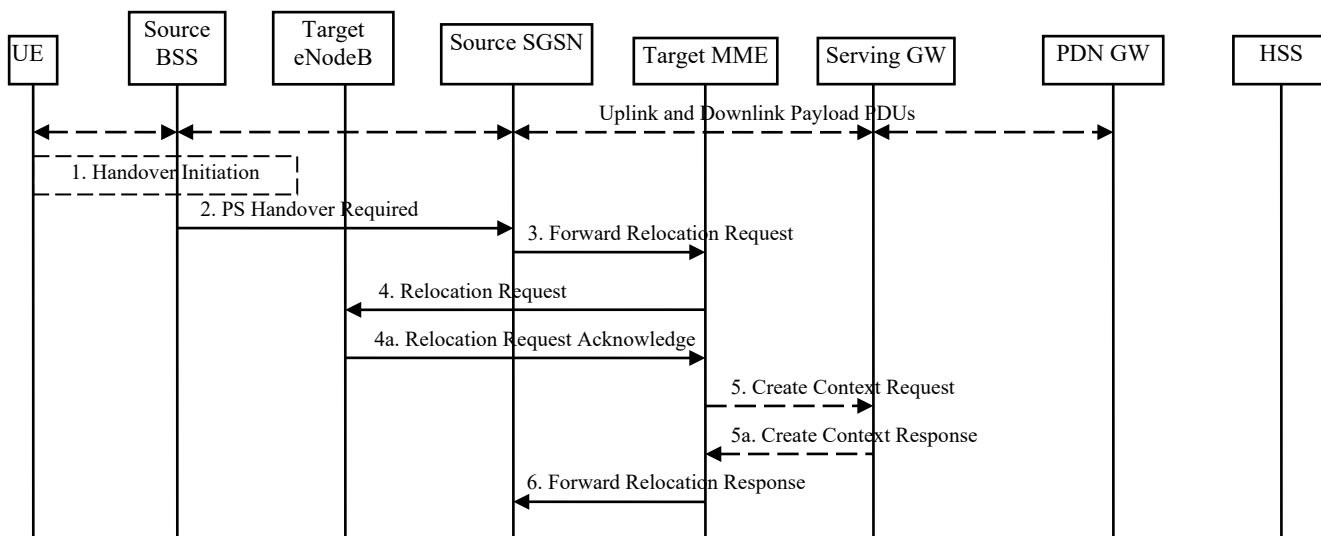 UE
Source
BSS
Target
eNodeB
Source SGSN
Target MME
Serving GW
PDN GW
HSS
Uplink and Downlink Payload PDUs
1. Handover Initiation
2. PS Handover Required
3. Forward Relocation Request
4. Relocation Request
4a. Relocation Request Acknowledge
5. Create Context Request
5a. Create Context Response
6. Forward Relocation Response